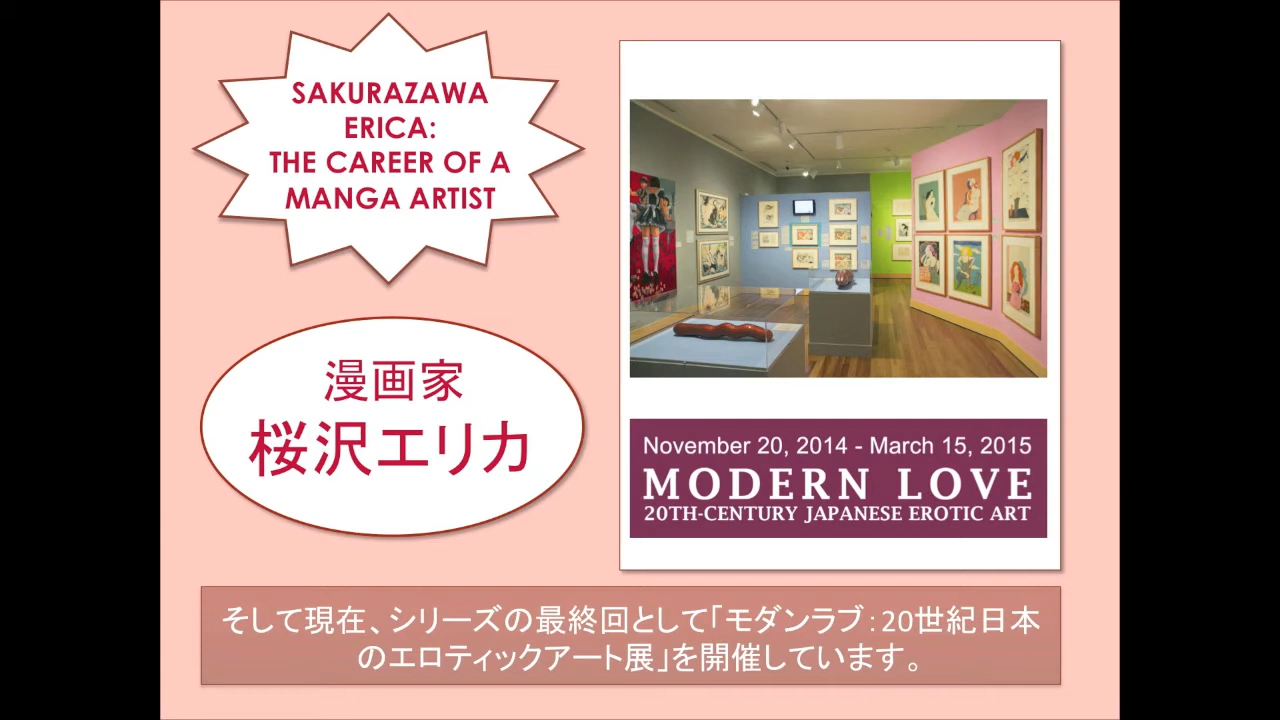 SAKURAZAWA
ERICA:
THE CAREER OF A
MANGA ARTIST
漫画家
桜沢エリカ
November 20, 2014 - March 15, 2015
MODERN LOVE
20TH-CENTURY JAPANESE EROTIC ART
そして現在、シリーズの最終回として「モダンラブ：20世紀日本
のエロティックアート展」を開催しています。